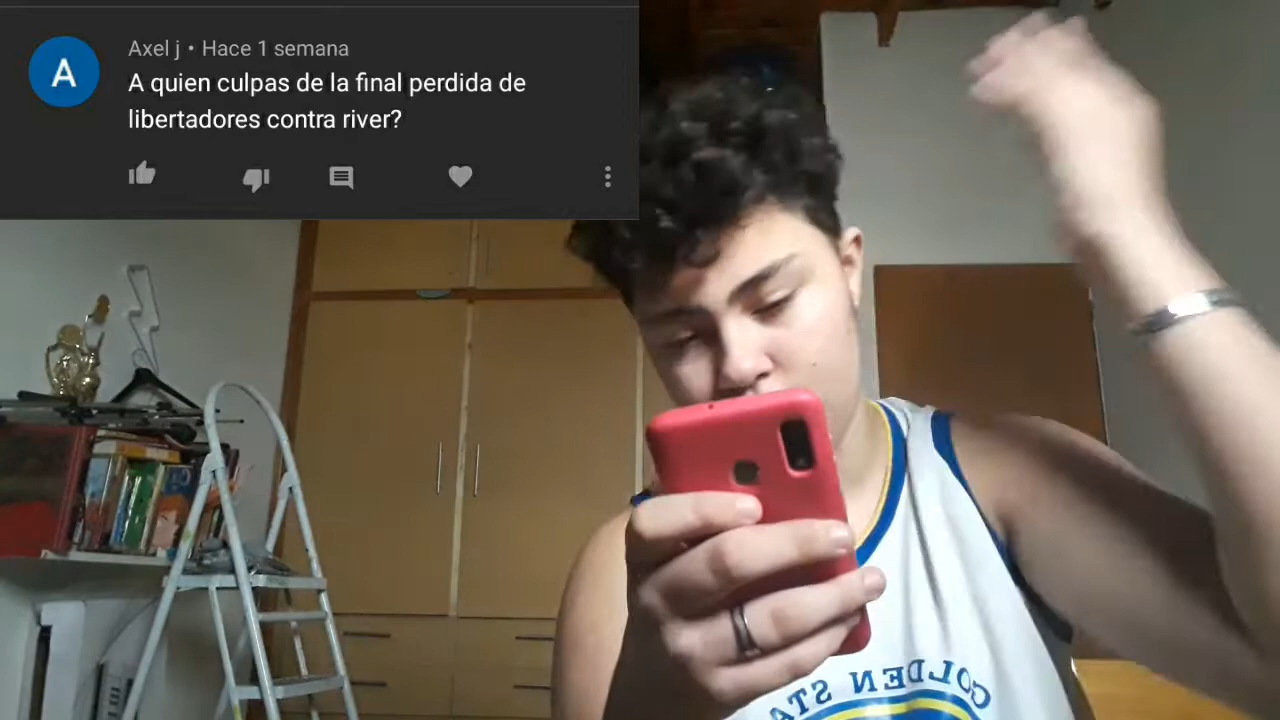 A
Axel j • Hace 1 semana
A quien culpas de la final perdida de
libertadores contra river?
GOLDEN STA